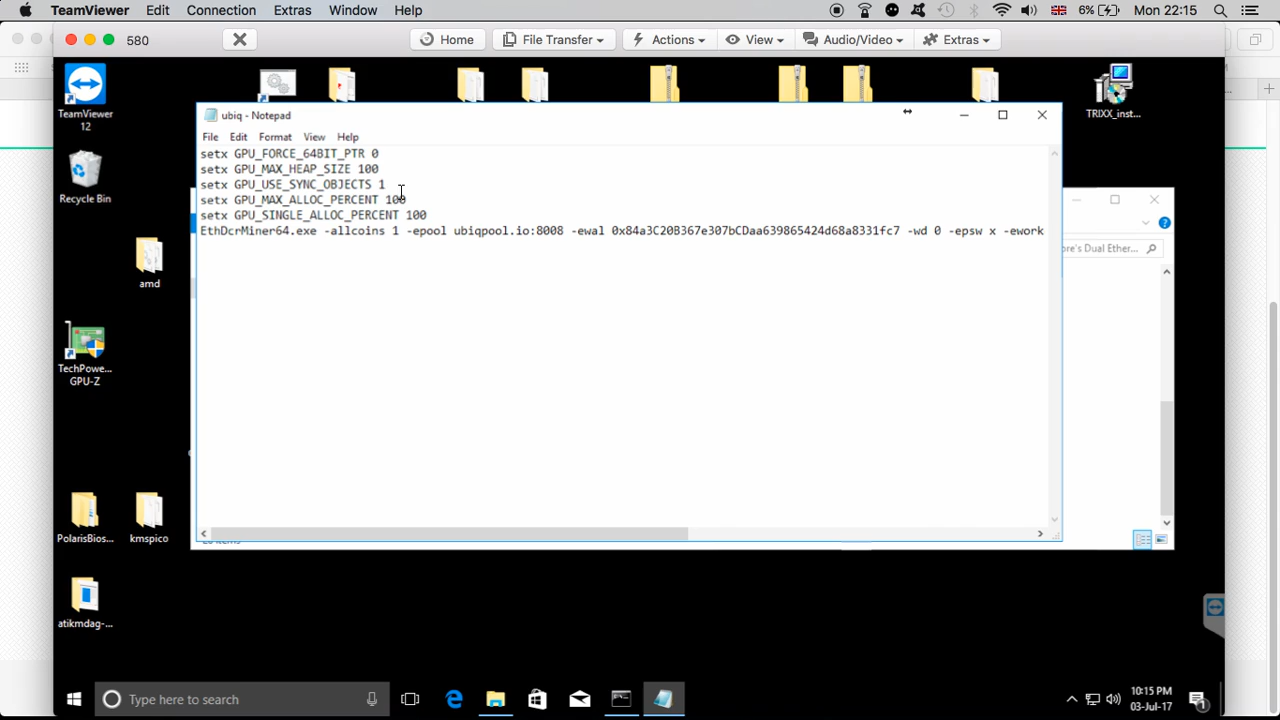 TeamViewer Edit Connection Extras Window Help 6% Mon 22:15
580 Home File Transfer Actions View Audio/Video Extras
TeamViewer 12
TRIXX_inst...
ubiq - Notepad
File Edit Format View Help
setx GPU_FORCE_64BIT_PTR 0
setx GPU_MAX_HEAP_SIZE 100
setx GPU_USE_SYNC_OBJECTS 1
setx GPU_MAX_ALLOC_PERCENT 100
setx GPU_SINGLE_ALLOC_PERCENT 100
EthDcrMiner64.exe -allcoins 1 -epool ubiqpool.io:8008 -ewal 0x84a3C20B367e307bCDaa639865424d68a8331fc7 -wd 0 -epsw x -ework
Recycle Bin
ore's Dual Ether...
amd
TechPowe...
GPU-Z
PolarisBios...
kmspico
atikmdag-...
Type here to search
10:15 PM
03-Jul-17
1